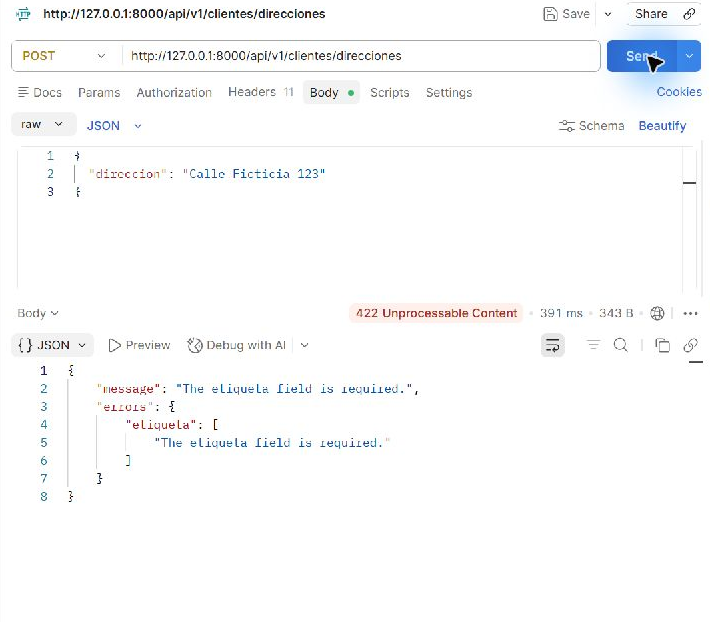 HTTP http://127.0.0.1:8000/api/v1/clientes/direcciones Save Share
POST http://127.0.0.1:8000/api/v1/clientes/direcciones Send
Docs Params Authorization Headers 11 Body Scripts Settings Cookies
raw JSON Schema Beautify
1 {
2 "direccion": "Calle Ficticia 123"
3 }
Body 422 Unprocessable Content 391 ms 343 B
{} JSON Preview Debug with AI
1 {
2 "message": "The etiqueta field is required.",
3 "errors": {
4 "etiqueta": [
5 "The etiqueta field is required."
6 ]
7 }
8 }